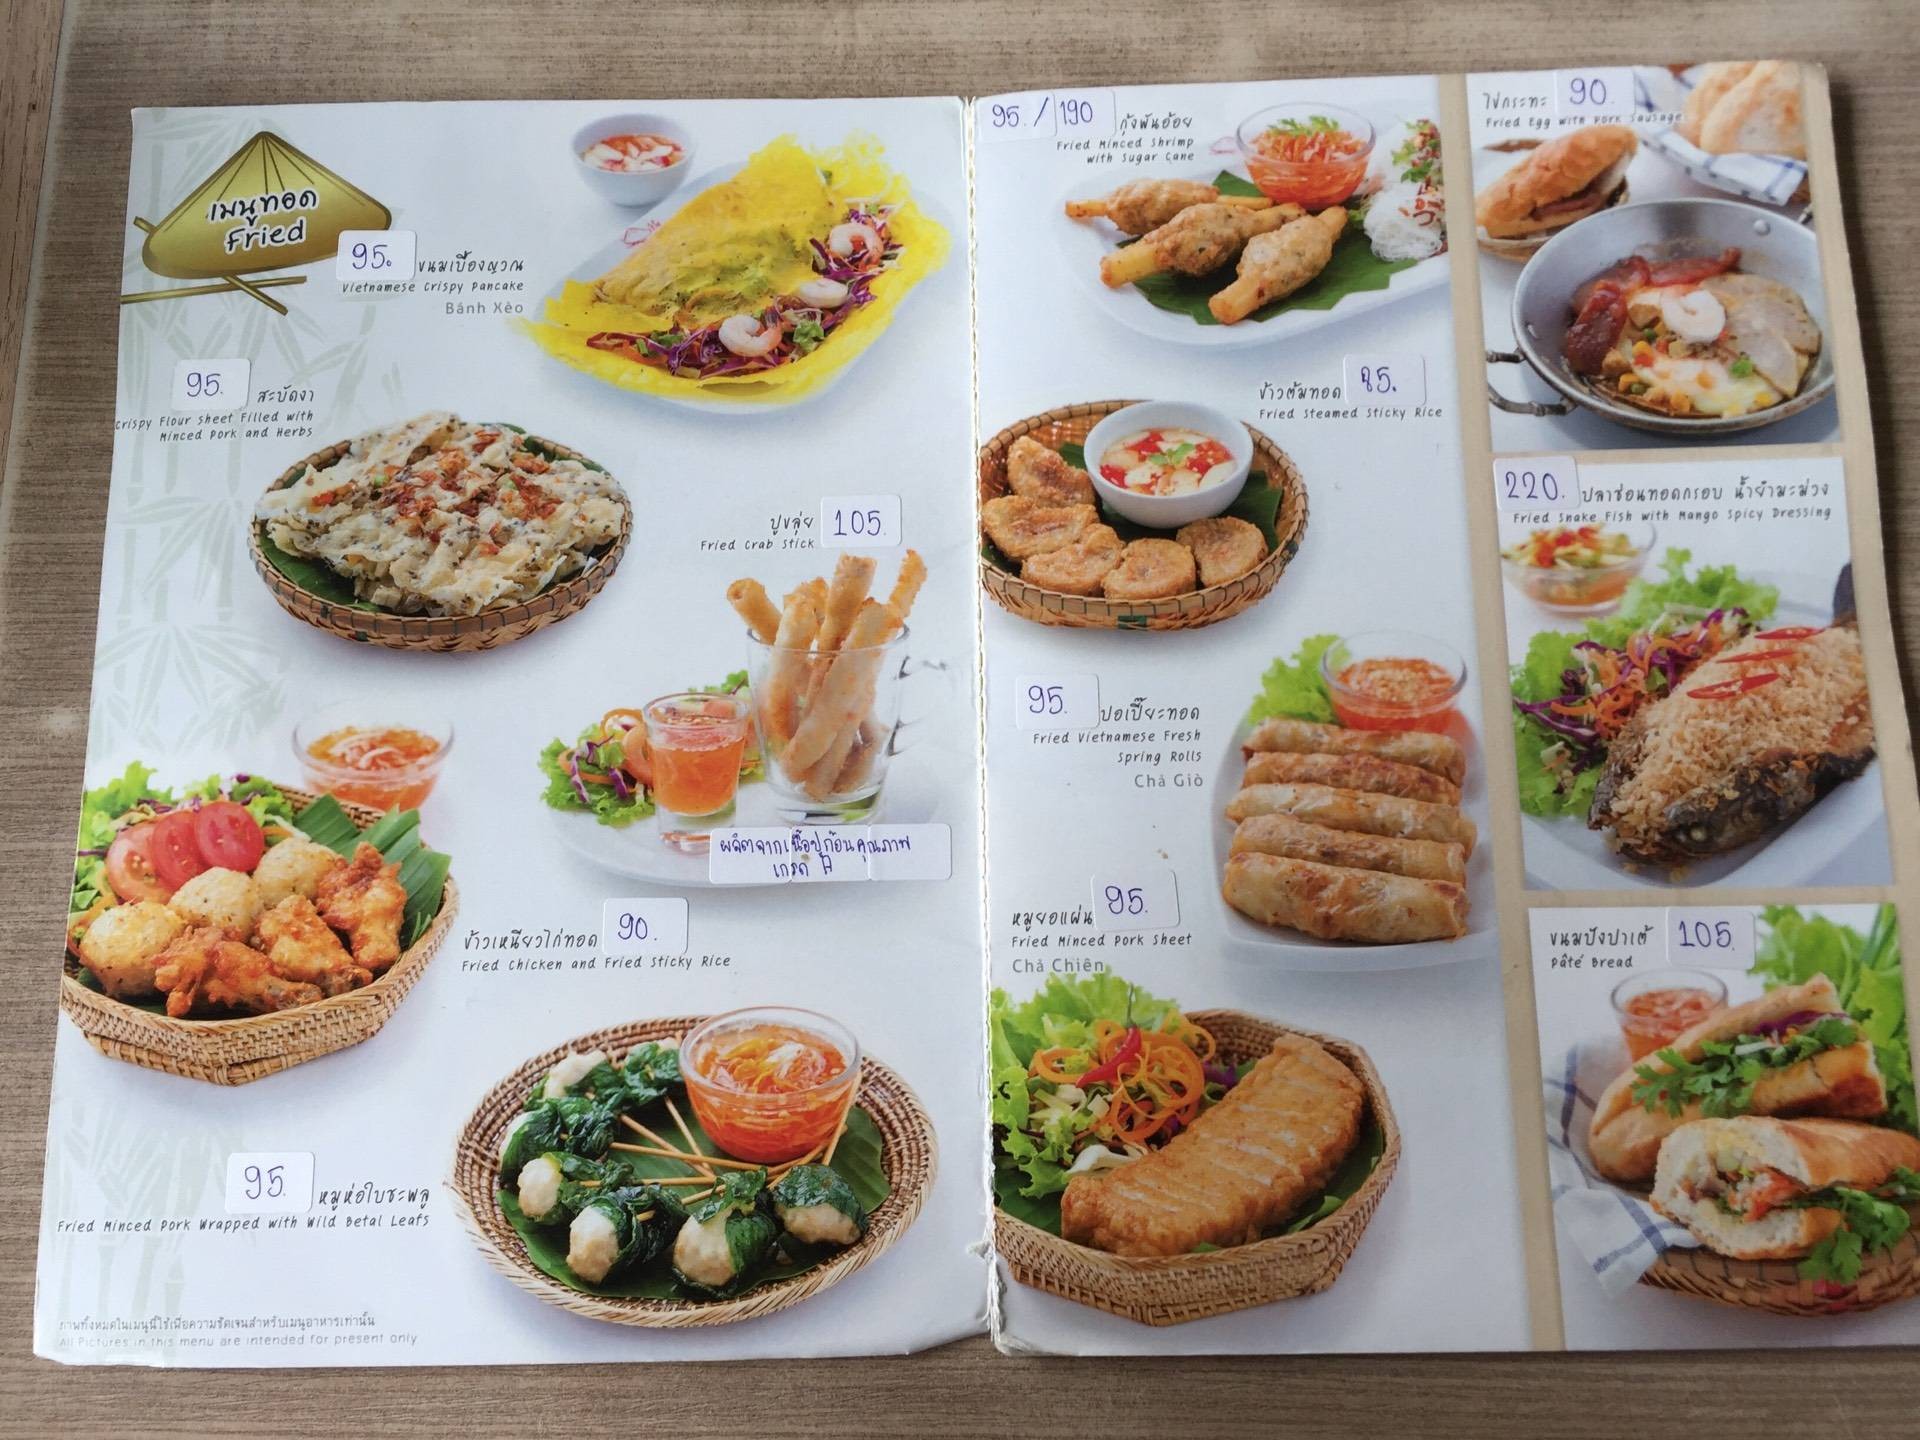 เมนูทอด
Fried
95.
ขนมเบื้องญวณ
Vietnamese Crispy Pancake
Bánh Xèo
95.
สะบัดงา
Crispy Flour Sheet Filled with
Minced Pork and Herbs
ปูขลุ่ย 105.
Fried Crab Stick
ผลิตจากเนื้อปูก้อนคุณภาพ
เกรด A
ข้าวเหนียวไก่ทอด 90.
Fried Chicken and Fried Sticky Rice
95.
หมูห่อใบชะพลู
Fried Minced Pork Wrapped with Wild Betal Leafs
ภาพทั้งหมดในเมนูนี้ใช้เพื่อความชัดเจนสำหรับเมนูอาหารเท่านั้น
All Pictures in this menu are intended for present only
95. / 190
กุ้งพันอ้อย
Fried Minced Shrimp
with Sugar Cane
ข้าวต้มทอด 85.
Fried Steamed Sticky Rice
95.
ปอเปี๊ยะทอด
Fried Vietnamese Fresh
Spring Rolls
Chả Giò
หมูยอแผ่น 95.
Fried Minced Pork Sheet
Chả Chiên
ไข่กระทะ 90.
Fried Egg with Pork Sausage
220.
ปลาช่อนทอดกรอบ น้ำยำมะม่วง
Fried Snake Fish with Mango Spicy Dressing
ขนมปังปาเต้ 105.
Pâté Bread